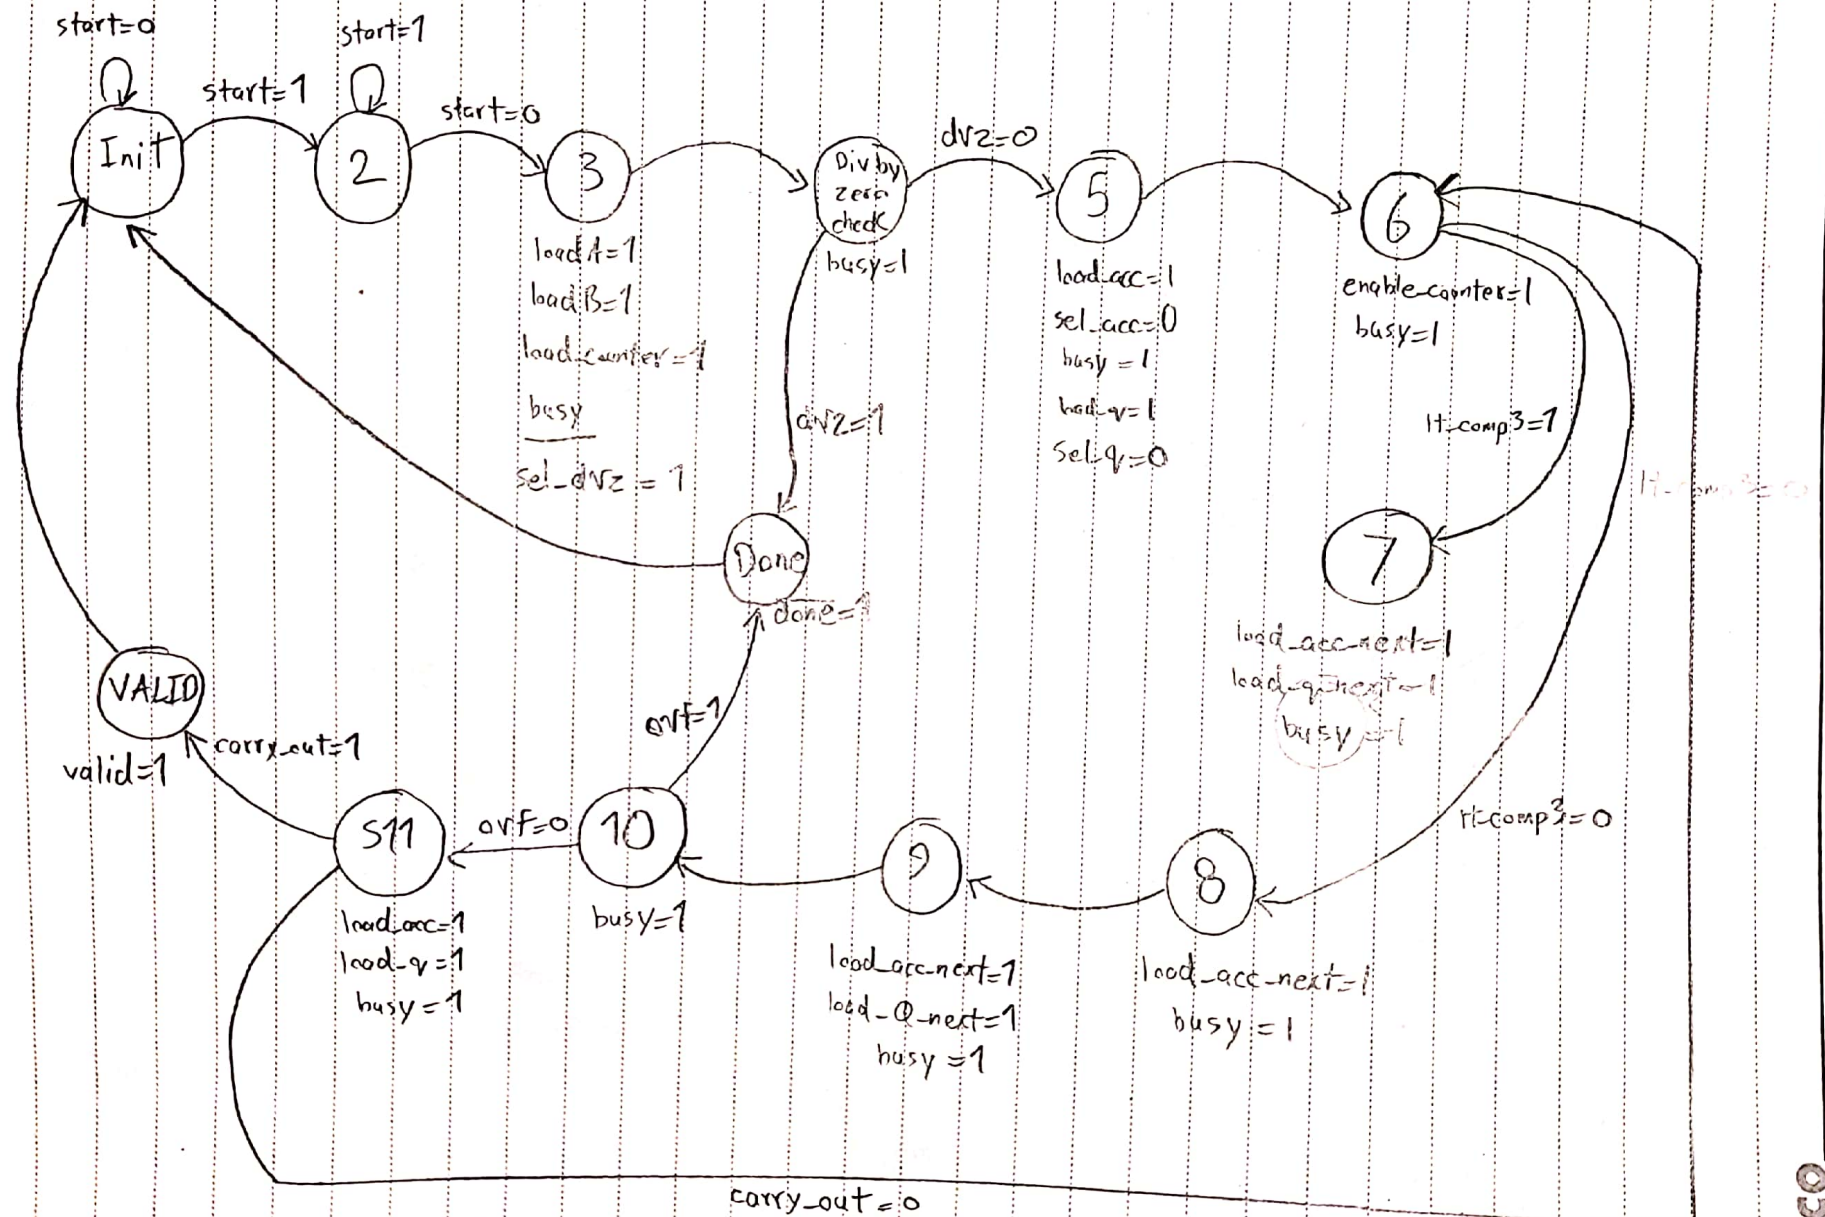 start=0
start=1
start=1
start=0
dvz=0
Init
2
3
Div by
zero
check
busy=1
5
6
load A=1
load B=1
load_counter=1
busy
sel_dvz=1
dvz=1
load_acc=1
sel_acc=0
busy=1
load_q=1
sel_q=0
enable_counter=1
busy=1
lt_comp3=1
lt_comp3=0
7
load_acc_next=1
load_q_next=1
busy=1
Done
done=1
VALID
valid=1
carry_out=1
ovf=1
S11
ovf=0
10
9
8
load_acc=1
load_q=1
busy=1
busy=1
load_acc_next=1
load_Q_next=1
busy=1
load_acc_next=1
busy=1
carry_out=0